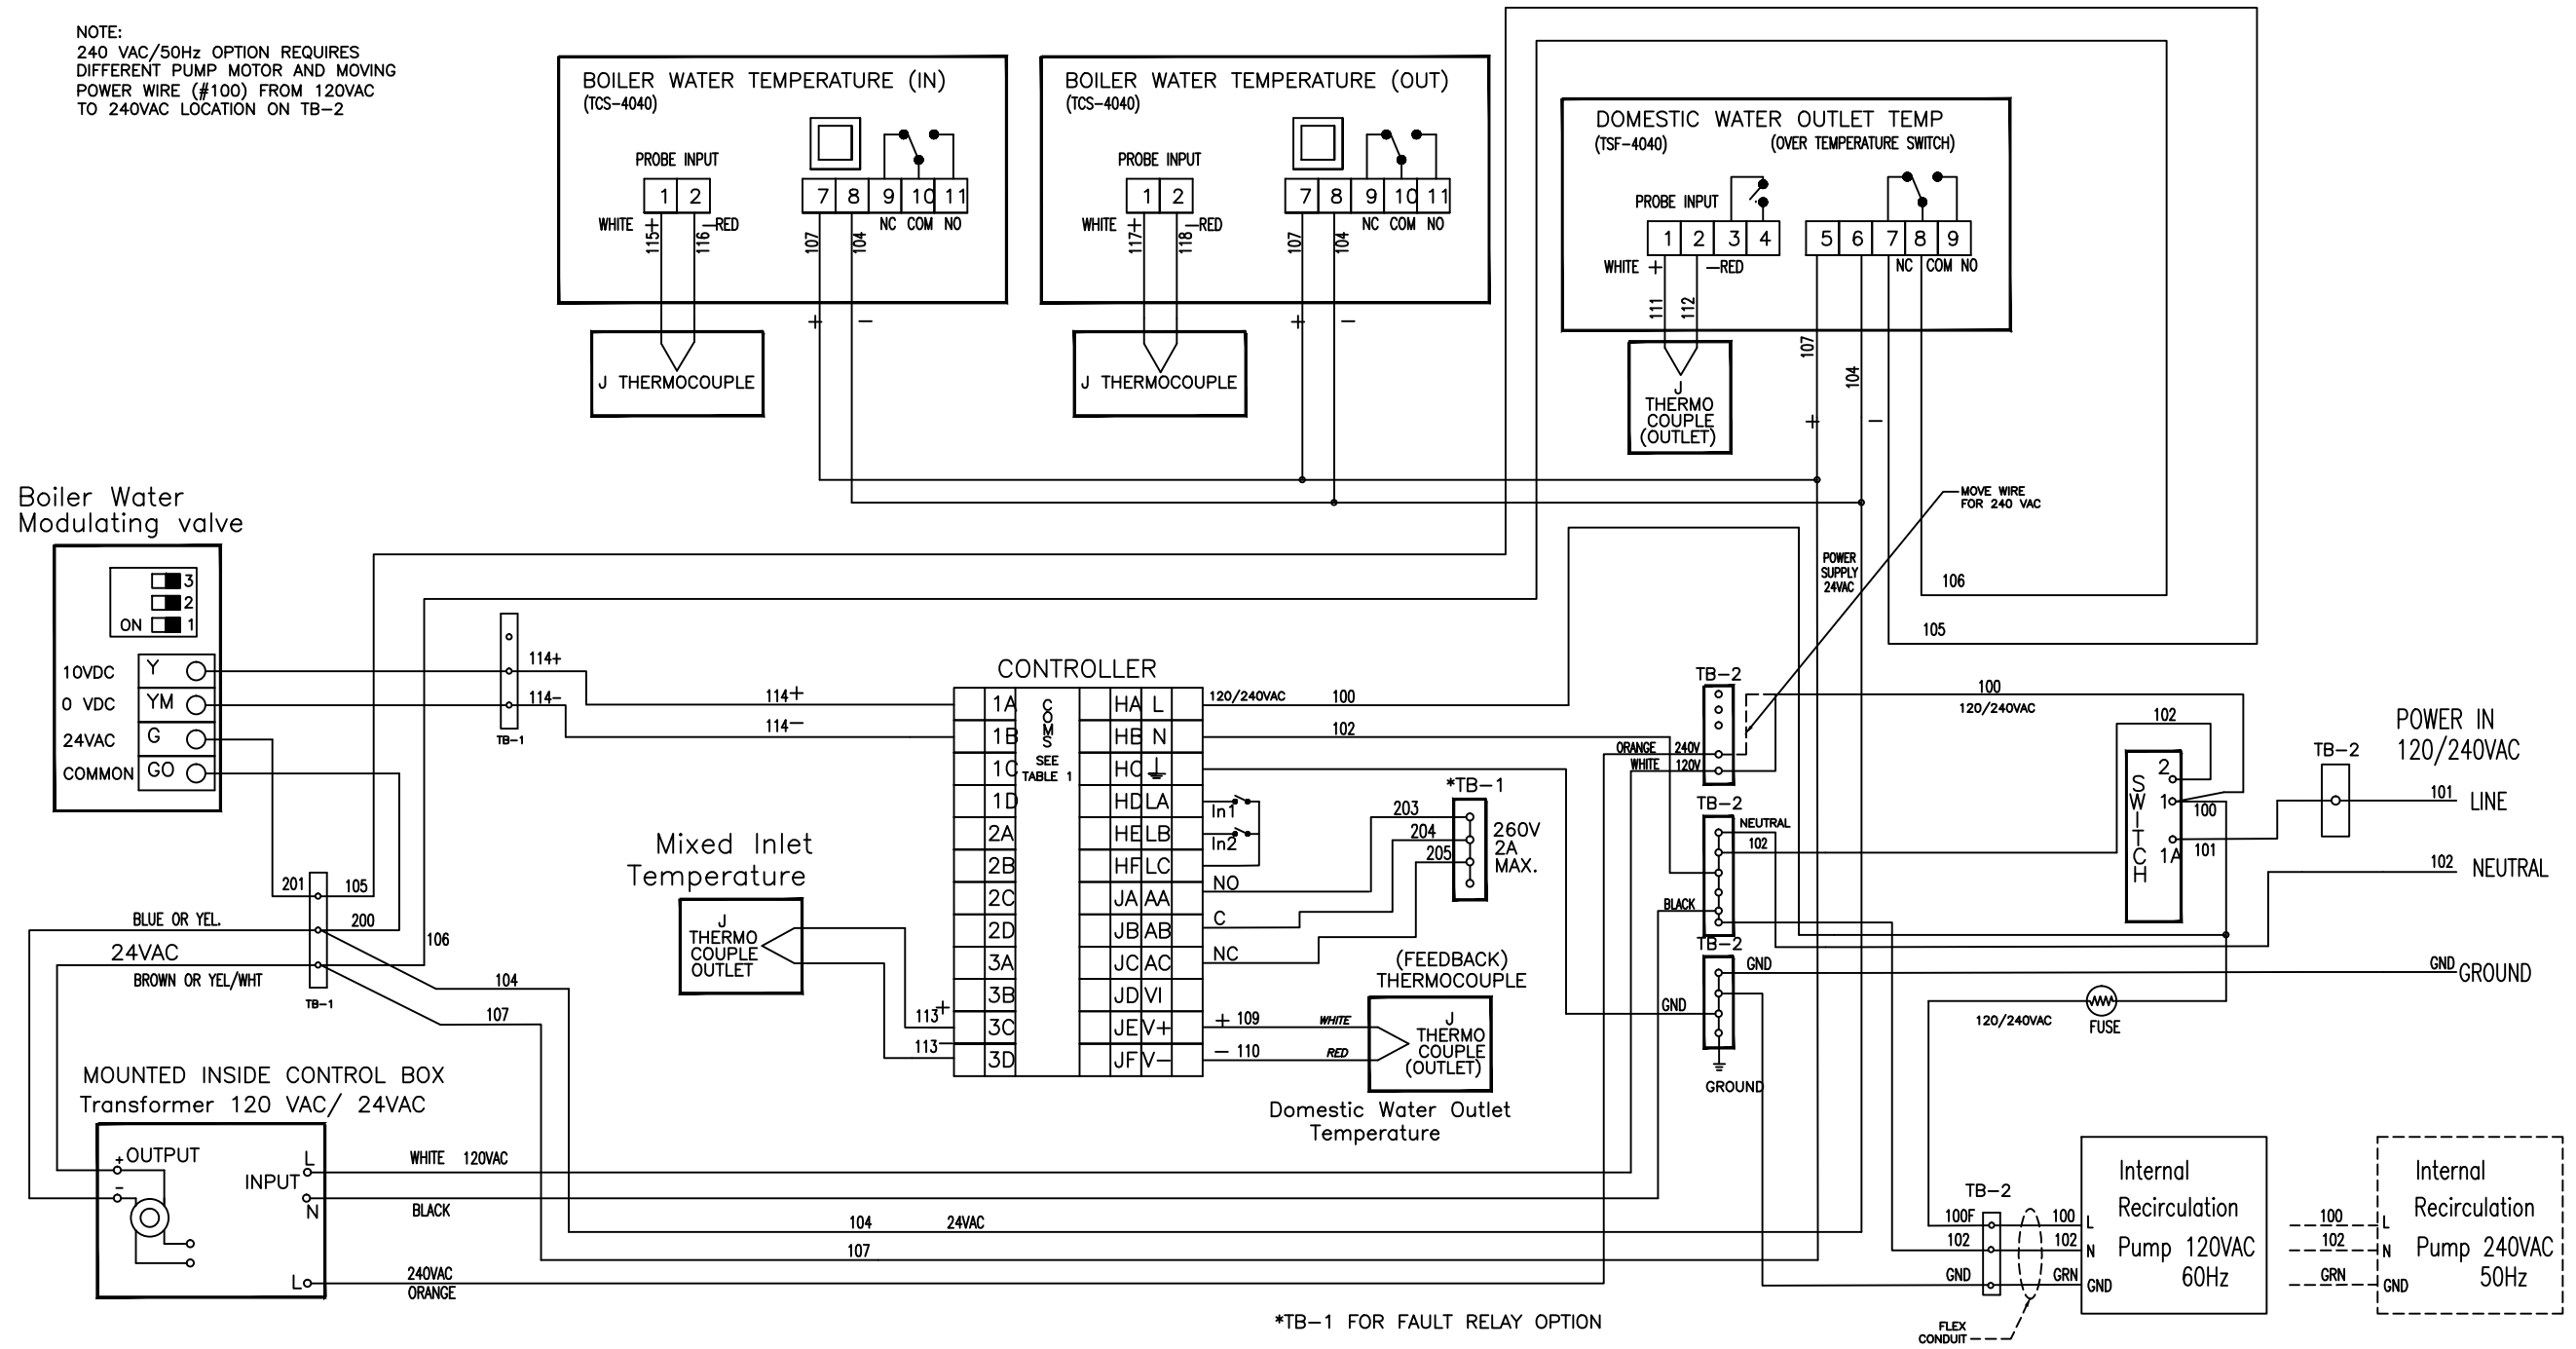 NOTE:
240 VAC/50Hz OPTION REQUIRES
DIFFERENT PUMP MOTOR AND MOVING
POWER WIRE (#100) FROM 120VAC
TO 240VAC LOCATION ON TB-2
BOILER WATER TEMPERATURE (IN)
(TCS-4040)
PROBE INPUT
1 2
7 8 9 10 11
WHITE + - RED
NC COM NO
115 116 107 104
+ -
J THERMOCOUPLE
BOILER WATER TEMPERATURE (OUT)
(TCS-4040)
PROBE INPUT
1 2
7 8 9 10 11
WHITE + - RED
NC COM NO
117 118 107 104
+ -
J THERMOCOUPLE
DOMESTIC WATER OUTLET TEMP
(TSF-4040) (OVER TEMPERATURE SWITCH)
PROBE INPUT
1 2 3 4
5 6 7 8 9
WHITE + - RED
NC COM NO
111 112
107 104
+ -
J
THERMO
COUPLE
(OUTLET)
MOVE WIRE
FOR 240 VAC
POWER
SUPPLY
24VAC
106
105
Boiler Water
Modulating valve
3
2
ON 1
10VDC Y
0 VDC YM
24VAC G
COMMON GO
114+
114-
TB-1
114+
114-
201 105
200
BLUE OR YEL.
24VAC
BROWN OR YEL/WHT
TB-1
106
104
107
CONTROLLER
COMS
SEE
TABLE 1
1A HA L
1B HB N
1C HC
1D HD LA
2A HE LB
2B HF LC
2C JA AA
2D JB AB
3A JC AC
3B JD VI
3C JE V+
3D JF V-
120/240VAC 100
102
In1
In2
NO
C
NC
203
204
205
*TB-1
260V
2A
MAX.
+ 109 WHITE
- 110 RED
(FEEDBACK)
THERMOCOUPLE
J
THERMO
COUPLE
(OUTLET)
Domestic Water Outlet
Temperature
Mixed Inlet
Temperature
J
THERMO
COUPLE
OUTLET
113+
113-
TB-2
ORANGE 240V
WHITE 120V
100
120/240VAC
102
TB-2
NEUTRAL
102
BLACK
TB-2
GND
GND
GROUND
SWITCH
2
1
1A
100
101
TB-2
POWER IN
120/240VAC
101 LINE
102 NEUTRAL
GND GROUND
120/240VAC
FUSE
MOUNTED INSIDE CONTROL BOX
Transformer 120 VAC/ 24VAC
+ OUTPUT
-
INPUT
L
N
L
WHITE 120VAC
BLACK
104 24VAC
107
240VAC
ORANGE
TB-2
100F 100 L
102 102 N
GND GRN GND
FLEX
CONDUIT
Internal
Recirculation
Pump 120VAC
60Hz
100 L
102 N
GRN GND
Internal
Recirculation
Pump 240VAC
50Hz
*TB-1 FOR FAULT RELAY OPTION